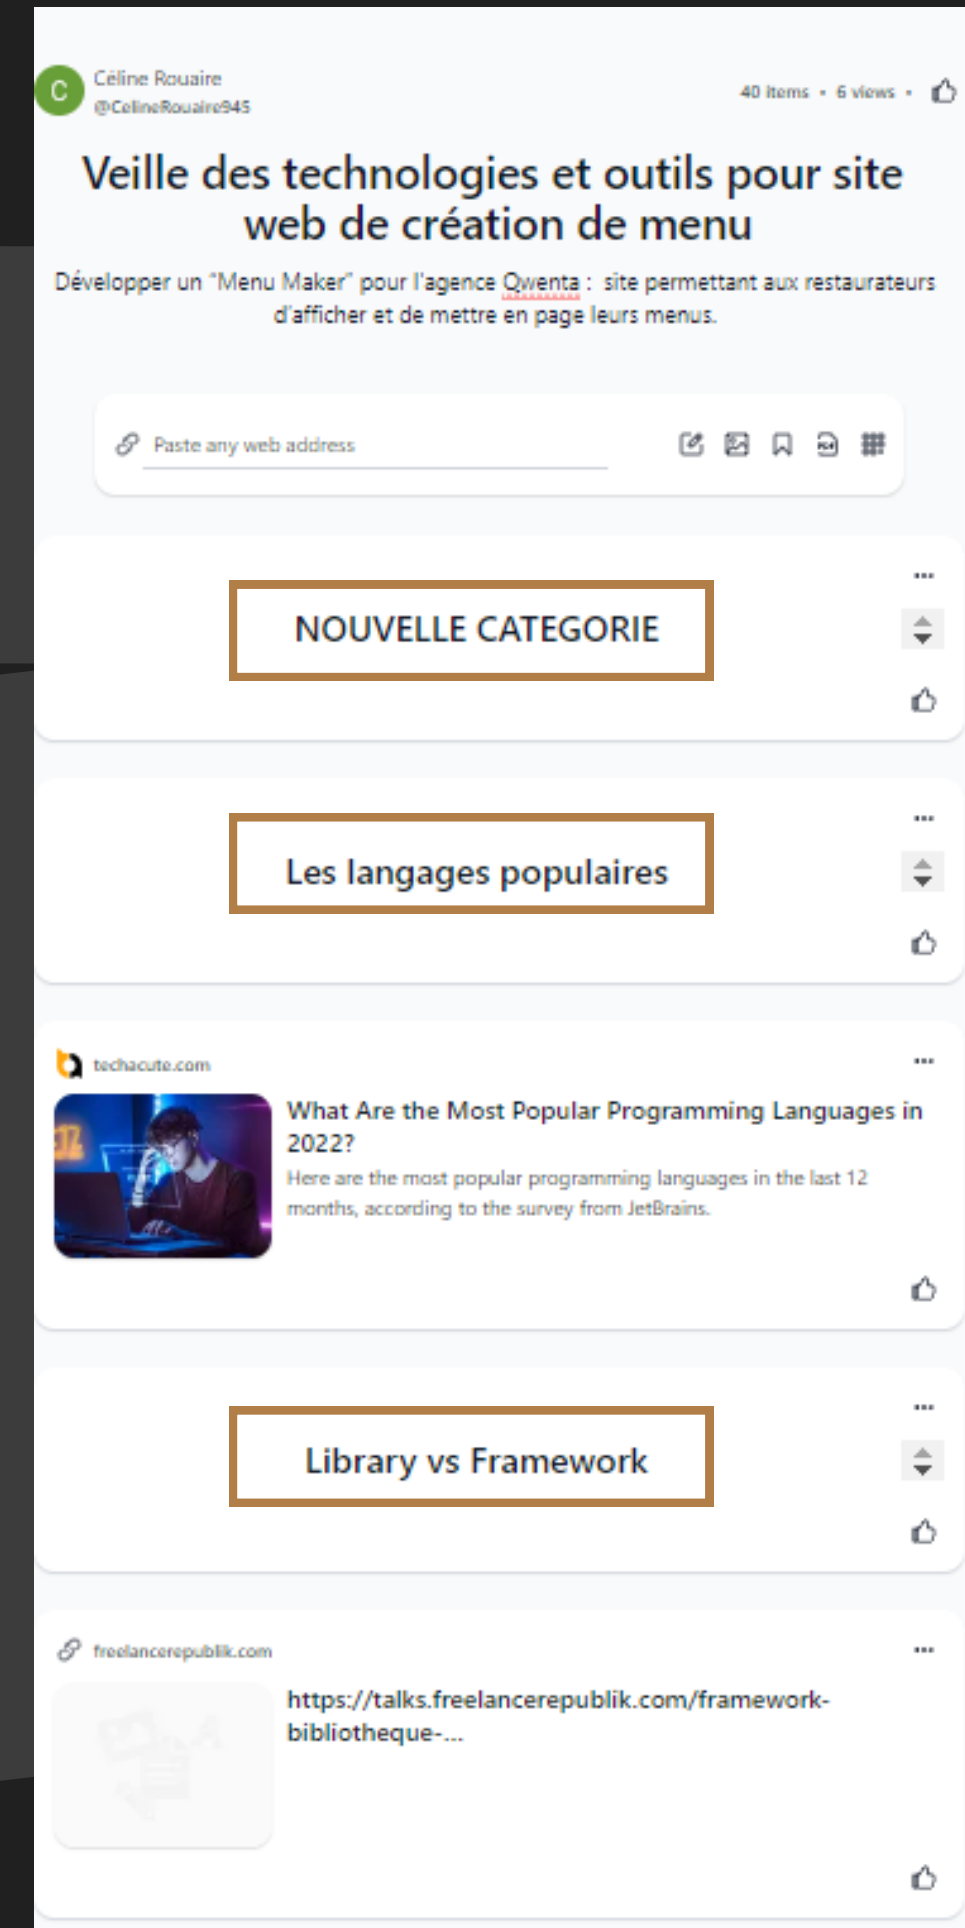 C
Céline Rouaire
@CelineRouaire945
40 items • 6 views •
Veille des technologies et outils pour site
web de création de menu
Développer un "Menu Maker" pour l'agence Qwenta : site permettant aux restaurateurs
d'afficher et de mettre en page leurs menus.
Paste any web address
PDF
NOUVELLE CATEGORIE
Les langages populaires
techacute.com
What Are the Most Popular Programming Languages in
2022?
Here are the most popular programming languages in the last 12
months, according to the survey from JetBrains.
Library vs Framework
freelancerepublik.com
https://talks.freelancerepublik.com/framework-
bibliotheque-...